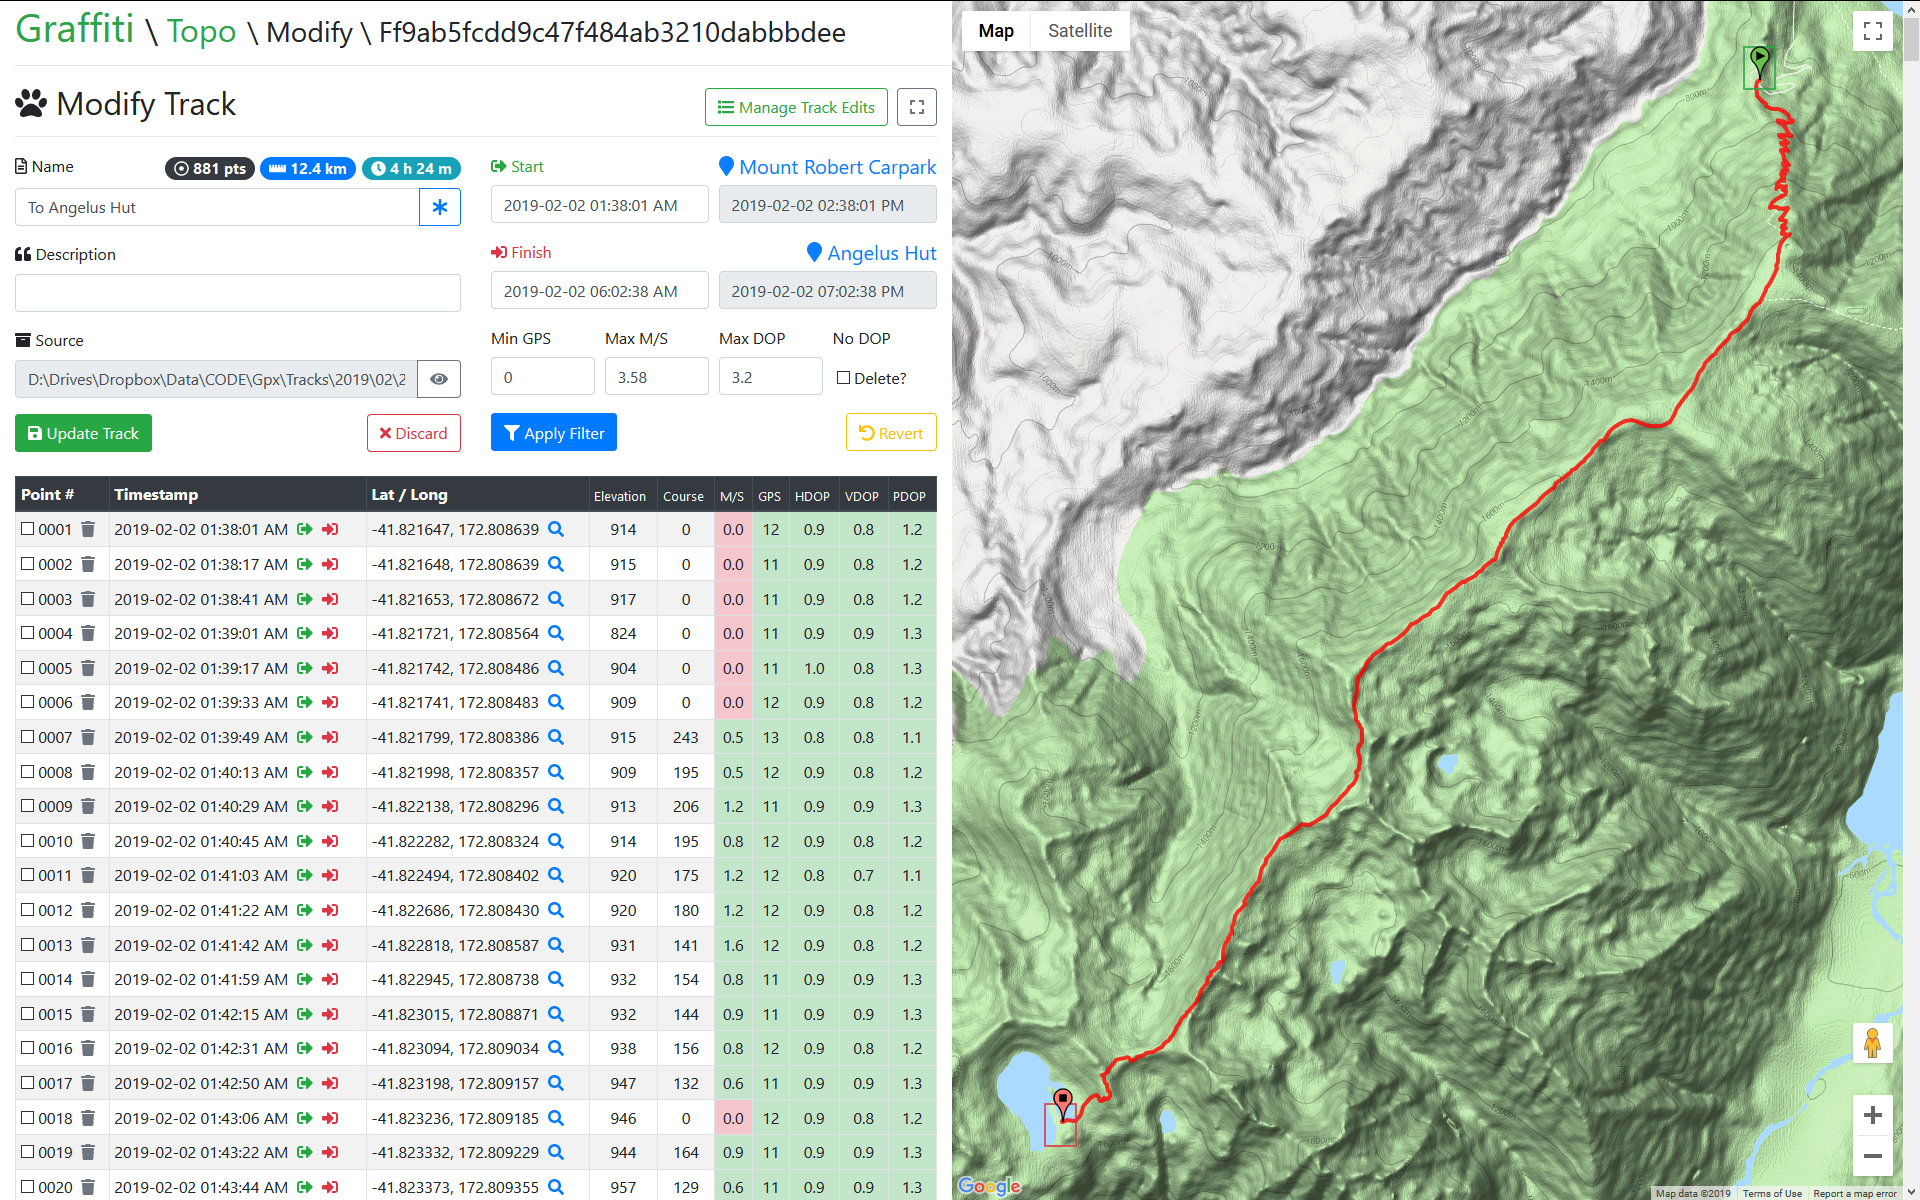 Graffiti \ Topo \ Modify \ Ff9ab5fcdd9c47f484ab3210dabbbdee
Modify Track
Manage Track Edits
Name 881 pts 12.4 km 4 h 24 m
To Angelus Hut
Description
Source
D:\Drives\Dropbox\Data\CODE\Gpx\Tracks\2019\02\2
Update Track Discard
Start Mount Robert Carpark
2019-02-02 01:38:01 AM 2019-02-02 02:38:01 PM
Finish Angelus Hut
2019-02-02 06:02:38 AM 2019-02-02 07:02:38 PM
Min GPS Max M/S Max DOP No DOP
0 3.58 3.2 Delete?
Apply Filter Revert
Point # Timestamp Lat / Long Elevation Course M/S GPS HDOP VDOP PDOP
0001 2019-02-02 01:38:01 AM -41.821647, 172.808639 914 0 0.0 12 0.9 0.8 1.2
0002 2019-02-02 01:38:17 AM -41.821648, 172.808639 915 0 0.0 11 0.9 0.8 1.2
0003 2019-02-02 01:38:41 AM -41.821653, 172.808672 917 0 0.0 11 0.9 0.8 1.2
0004 2019-02-02 01:39:01 AM -41.821721, 172.808564 824 0 0.0 11 0.9 0.9 1.3
0005 2019-02-02 01:39:17 AM -41.821742, 172.808486 904 0 0.0 11 1.0 0.8 1.3
0006 2019-02-02 01:39:33 AM -41.821741, 172.808483 909 0 0.0 12 0.9 0.8 1.2
0007 2019-02-02 01:39:49 AM -41.821799, 172.808386 915 243 0.5 13 0.8 0.8 1.1
0008 2019-02-02 01:40:13 AM -41.821998, 172.808357 909 195 0.5 12 0.9 0.8 1.2
0009 2019-02-02 01:40:29 AM -41.822138, 172.808296 913 206 1.2 11 0.9 0.9 1.3
0010 2019-02-02 01:40:45 AM -41.822282, 172.808324 914 195 0.8 12 0.9 0.8 1.2
0011 2019-02-02 01:41:03 AM -41.822494, 172.808402 920 175 1.2 12 0.8 0.7 1.1
0012 2019-02-02 01:41:22 AM -41.822686, 172.808430 920 180 1.2 12 0.9 0.8 1.2
0013 2019-02-02 01:41:42 AM -41.822818, 172.808587 931 141 1.6 12 0.9 0.8 1.2
0014 2019-02-02 01:41:59 AM -41.822945, 172.808738 932 154 0.8 11 0.9 0.9 1.3
0015 2019-02-02 01:42:15 AM -41.823015, 172.808871 932 144 0.9 11 0.9 0.9 1.3
0016 2019-02-02 01:42:31 AM -41.823094, 172.809034 938 156 0.8 12 0.9 0.8 1.2
0017 2019-02-02 01:42:50 AM -41.823198, 172.809157 947 132 0.6 11 0.9 0.9 1.3
0018 2019-02-02 01:43:06 AM -41.823236, 172.809185 946 0 0.0 12 0.9 0.8 1.2
0019 2019-02-02 01:43:22 AM -41.823332, 172.809229 944 164 0.9 11 0.9 0.9 1.3
0020 2019-02-02 01:43:44 AM -41.823373, 172.809355 957 129 0.6 11 0.9 0.9 1.3
Map Satellite
800m
1000m
1200m
1400m
1600m
Google
Map data ©2019 Terms of Use Report a map error